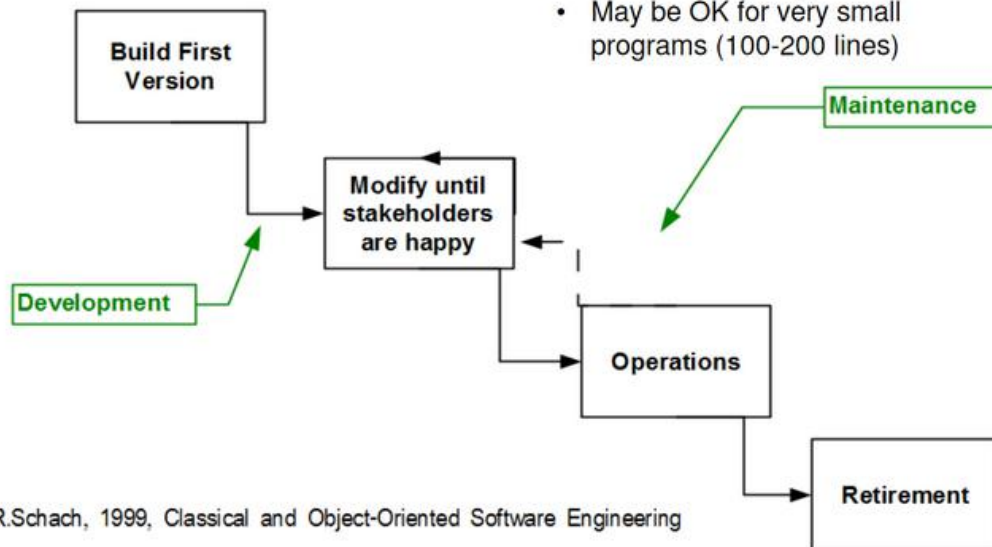 • May be OK for very small
programs (100-200 lines)
Build First
Version
Maintenance
Modify until
stakeholders
are happy
Development
Operations
Retirement
R.Schach, 1999, Classical and Object-Oriented Software Engineering